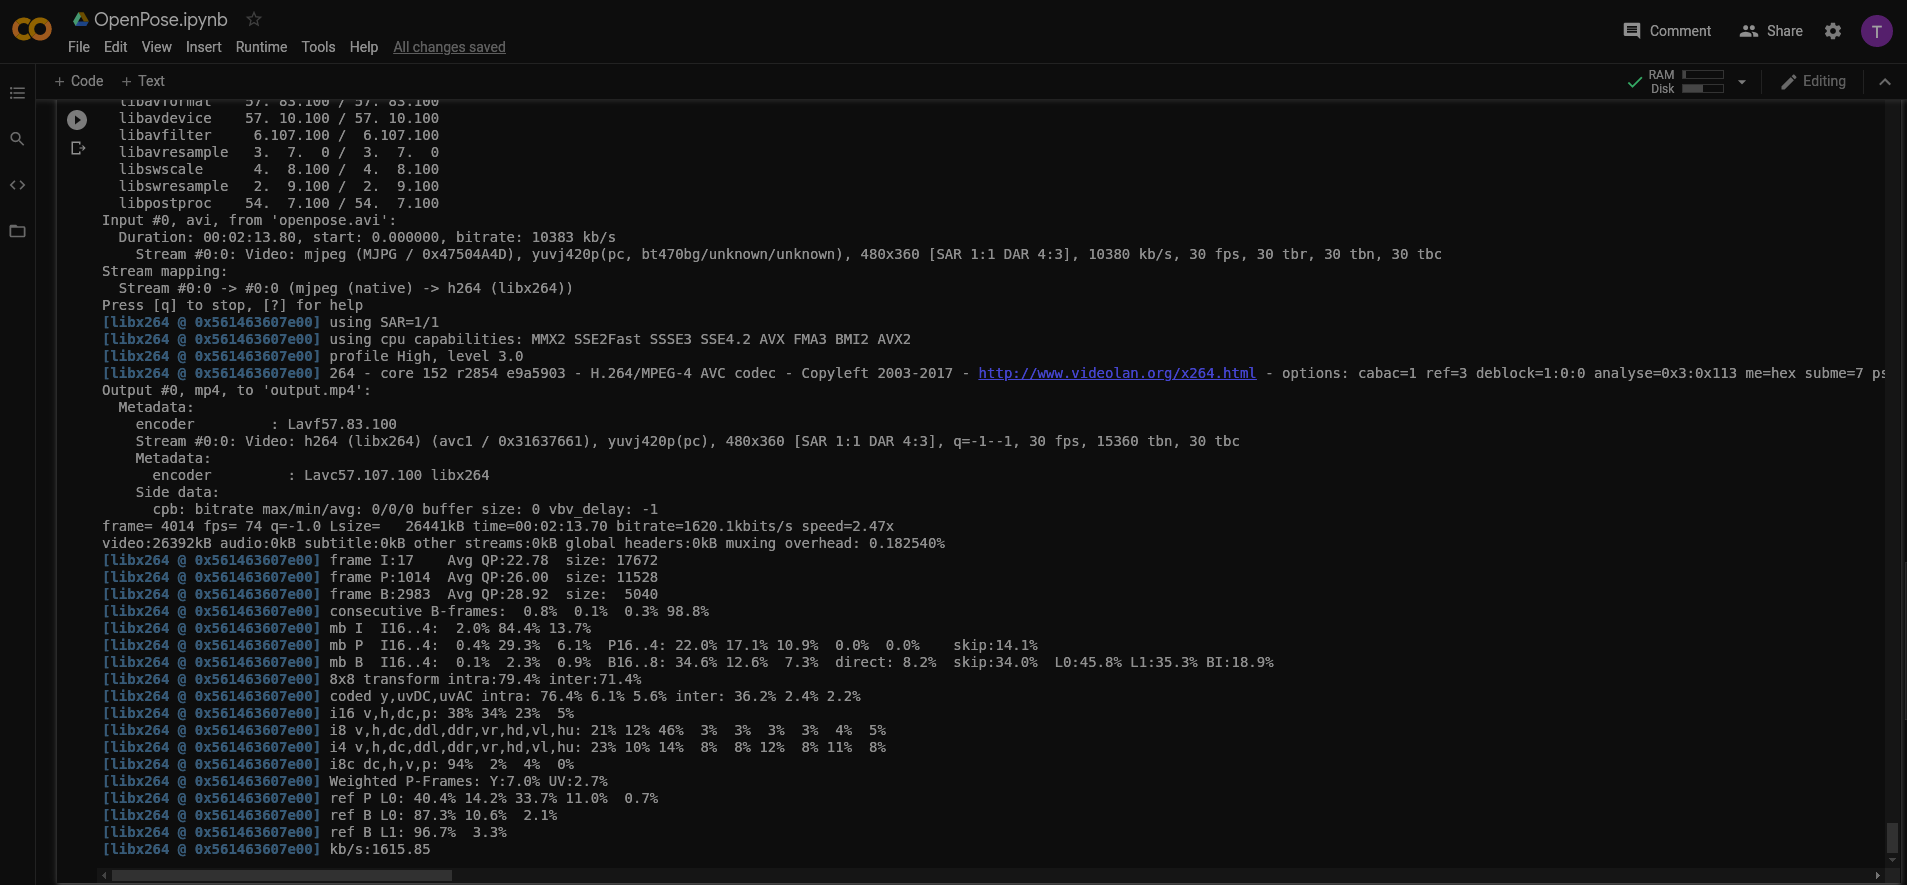 OpenPose.ipynb
File Edit View Insert Runtime Tools Help All changes saved
Comment Share T
+ Code + Text
RAM
Disk
Editing
libavformat 57. 83.100 / 57. 83.100
libavdevice 57. 10.100 / 57. 10.100
libavfilter 6.107.100 / 6.107.100
libavresample 3. 7. 0 / 3. 7. 0
libswscale 4. 8.100 / 4. 8.100
libswresample 2. 9.100 / 2. 9.100
libpostproc 54. 7.100 / 54. 7.100
Input #0, avi, from 'openpose.avi':
Duration: 00:02:13.80, start: 0.000000, bitrate: 10383 kb/s
Stream #0:0: Video: mjpeg (MJPG / 0x47504A4D), yuvj420p(pc, bt470bg/unknown/unknown), 480x360 [SAR 1:1 DAR 4:3], 10380 kb/s, 30 fps, 30 tbr, 30 tbn, 30 tbc
Stream mapping:
Stream #0:0 -> #0:0 (mjpeg (native) -> h264 (libx264))
Press [q] to stop, [?] for help
[libx264 @ 0x561463607e00] using SAR=1/1
[libx264 @ 0x561463607e00] using cpu capabilities: MMX2 SSE2Fast SSSE3 SSE4.2 AVX FMA3 BMI2 AVX2
[libx264 @ 0x561463607e00] profile High, level 3.0
[libx264 @ 0x561463607e00] 264 - core 152 r2854 e9a5903 - H.264/MPEG-4 AVC codec - Copyleft 2003-2017 - http://www.videolan.org/x264.html - options: cabac=1 ref=3 deblock=1:0:0 analyse=0x3:0x113 me=hex subme=7 ps
Output #0, mp4, to 'output.mp4':
Metadata:
encoder : Lavf57.83.100
Stream #0:0: Video: h264 (libx264) (avc1 / 0x31637661), yuvj420p(pc), 480x360 [SAR 1:1 DAR 4:3], q=-1--1, 30 fps, 15360 tbn, 30 tbc
Metadata:
encoder : Lavc57.107.100 libx264
Side data:
cpb: bitrate max/min/avg: 0/0/0 buffer size: 0 vbv_delay: -1
frame= 4014 fps= 74 q=-1.0 Lsize= 26441kB time=00:02:13.70 bitrate=1620.1kbits/s speed=2.47x
video:26392kB audio:0kB subtitle:0kB other streams:0kB global headers:0kB muxing overhead: 0.182540%
[libx264 @ 0x561463607e00] frame I:17 Avg QP:22.78 size: 17672
[libx264 @ 0x561463607e00] frame P:1014 Avg QP:26.00 size: 11528
[libx264 @ 0x561463607e00] frame B:2983 Avg QP:28.92 size: 5040
[libx264 @ 0x561463607e00] consecutive B-frames: 0.8% 0.1% 0.3% 98.8%
[libx264 @ 0x561463607e00] mb I I16..4: 2.0% 84.4% 13.7%
[libx264 @ 0x561463607e00] mb P I16..4: 0.4% 29.3% 6.1% P16..4: 22.0% 17.1% 10.9% 0.0% 0.0% skip:14.1%
[libx264 @ 0x561463607e00] mb B I16..4: 0.1% 2.3% 0.9% B16..8: 34.6% 12.6% 7.3% direct: 8.2% skip:34.0% L0:45.8% L1:35.3% BI:18.9%
[libx264 @ 0x561463607e00] 8x8 transform intra:79.4% inter:71.4%
[libx264 @ 0x561463607e00] coded y,uvDC,uvAC intra: 76.4% 6.1% 5.6% inter: 36.2% 2.4% 2.2%
[libx264 @ 0x561463607e00] i16 v,h,dc,p: 38% 34% 23% 5%
[libx264 @ 0x561463607e00] i8 v,h,dc,ddl,ddr,vr,hd,vl,hu: 21% 12% 46% 3% 3% 3% 3% 4% 5%
[libx264 @ 0x561463607e00] i4 v,h,dc,ddl,ddr,vr,hd,vl,hu: 23% 10% 14% 8% 8% 12% 8% 11% 8%
[libx264 @ 0x561463607e00] i8c dc,h,v,p: 94% 2% 4% 0%
[libx264 @ 0x561463607e00] Weighted P-Frames: Y:7.0% UV:2.7%
[libx264 @ 0x561463607e00] ref P L0: 40.4% 14.2% 33.7% 11.0% 0.7%
[libx264 @ 0x561463607e00] ref B L0: 87.3% 10.6% 2.1%
[libx264 @ 0x561463607e00] ref B L1: 96.7% 3.3%
[libx264 @ 0x561463607e00] kb/s:1615.85